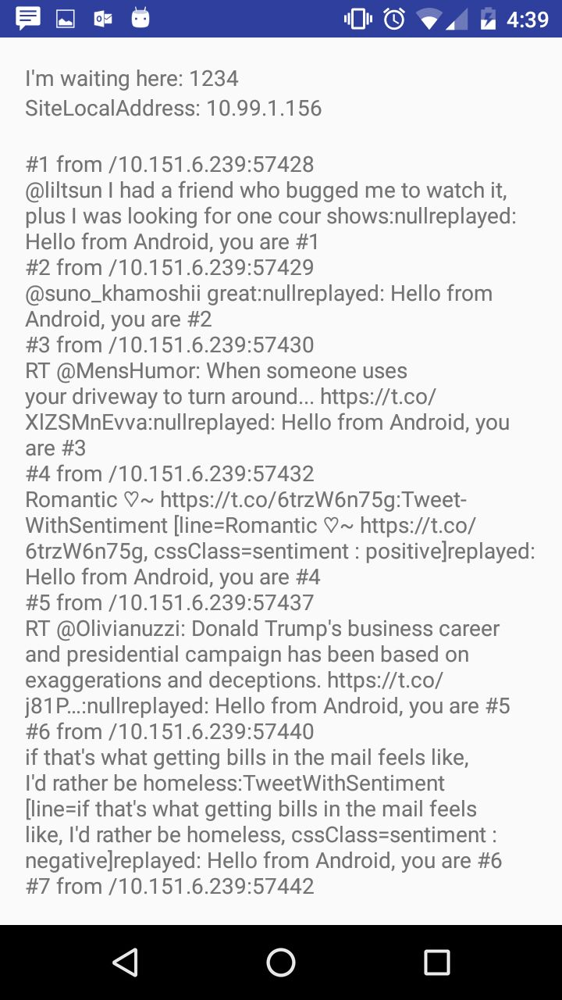 4:39
I'm waiting here: 1234
SiteLocalAddress: 10.99.1.156
#1 from /10.151.6.239:57428
@liltsun I had a friend who bugged me to watch it,
plus I was looking for one cour shows:nullreplayed:
Hello from Android, you are #1
#2 from /10.151.6.239:57429
@suno_khamoshii great:nullreplayed: Hello from
Android, you are #2
#3 from /10.151.6.239:57430
RT @MensHumor: When someone uses
your driveway to turn around... https://t.co/
XlZSMnEvva:nullreplayed: Hello from Android, you
are #3
#4 from /10.151.6.239:57432
Romantic ♡~ https://t.co/6trzW6n75g:Tweet-
WithSentiment [line=Romantic ♡~ https://t.co/
6trzW6n75g, cssClass=sentiment : positive]replayed:
Hello from Android, you are #4
#5 from /10.151.6.239:57437
RT @Olivianuzzi: Donald Trump's business career
and presidential campaign has been based on
exaggerations and deceptions. https://t.co/
j81P…:nullreplayed: Hello from Android, you are #5
#6 from /10.151.6.239:57440
if that's what getting bills in the mail feels like,
I'd rather be homeless:TweetWithSentiment
[line=if that's what getting bills in the mail feels
like, I'd rather be homeless, cssClass=sentiment :
negative]replayed: Hello from Android, you are #6
#7 from /10.151.6.239:57442